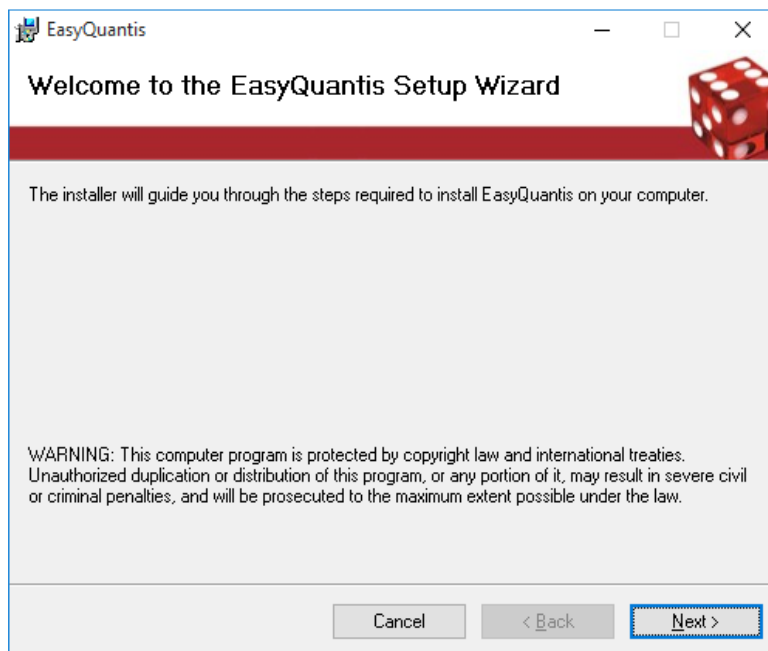 EasyQuantis
Welcome to the EasyQuantis Setup Wizard
The installer will guide you through the steps required to install EasyQuantis on your computer.
WARNING: This computer program is protected by copyright law and international treaties.
Unauthorized duplication or distribution of this program, or any portion of it, may result in severe civil
or criminal penalties, and will be prosecuted to the maximum extent possible under the law.
Cancel
< Back
Next >